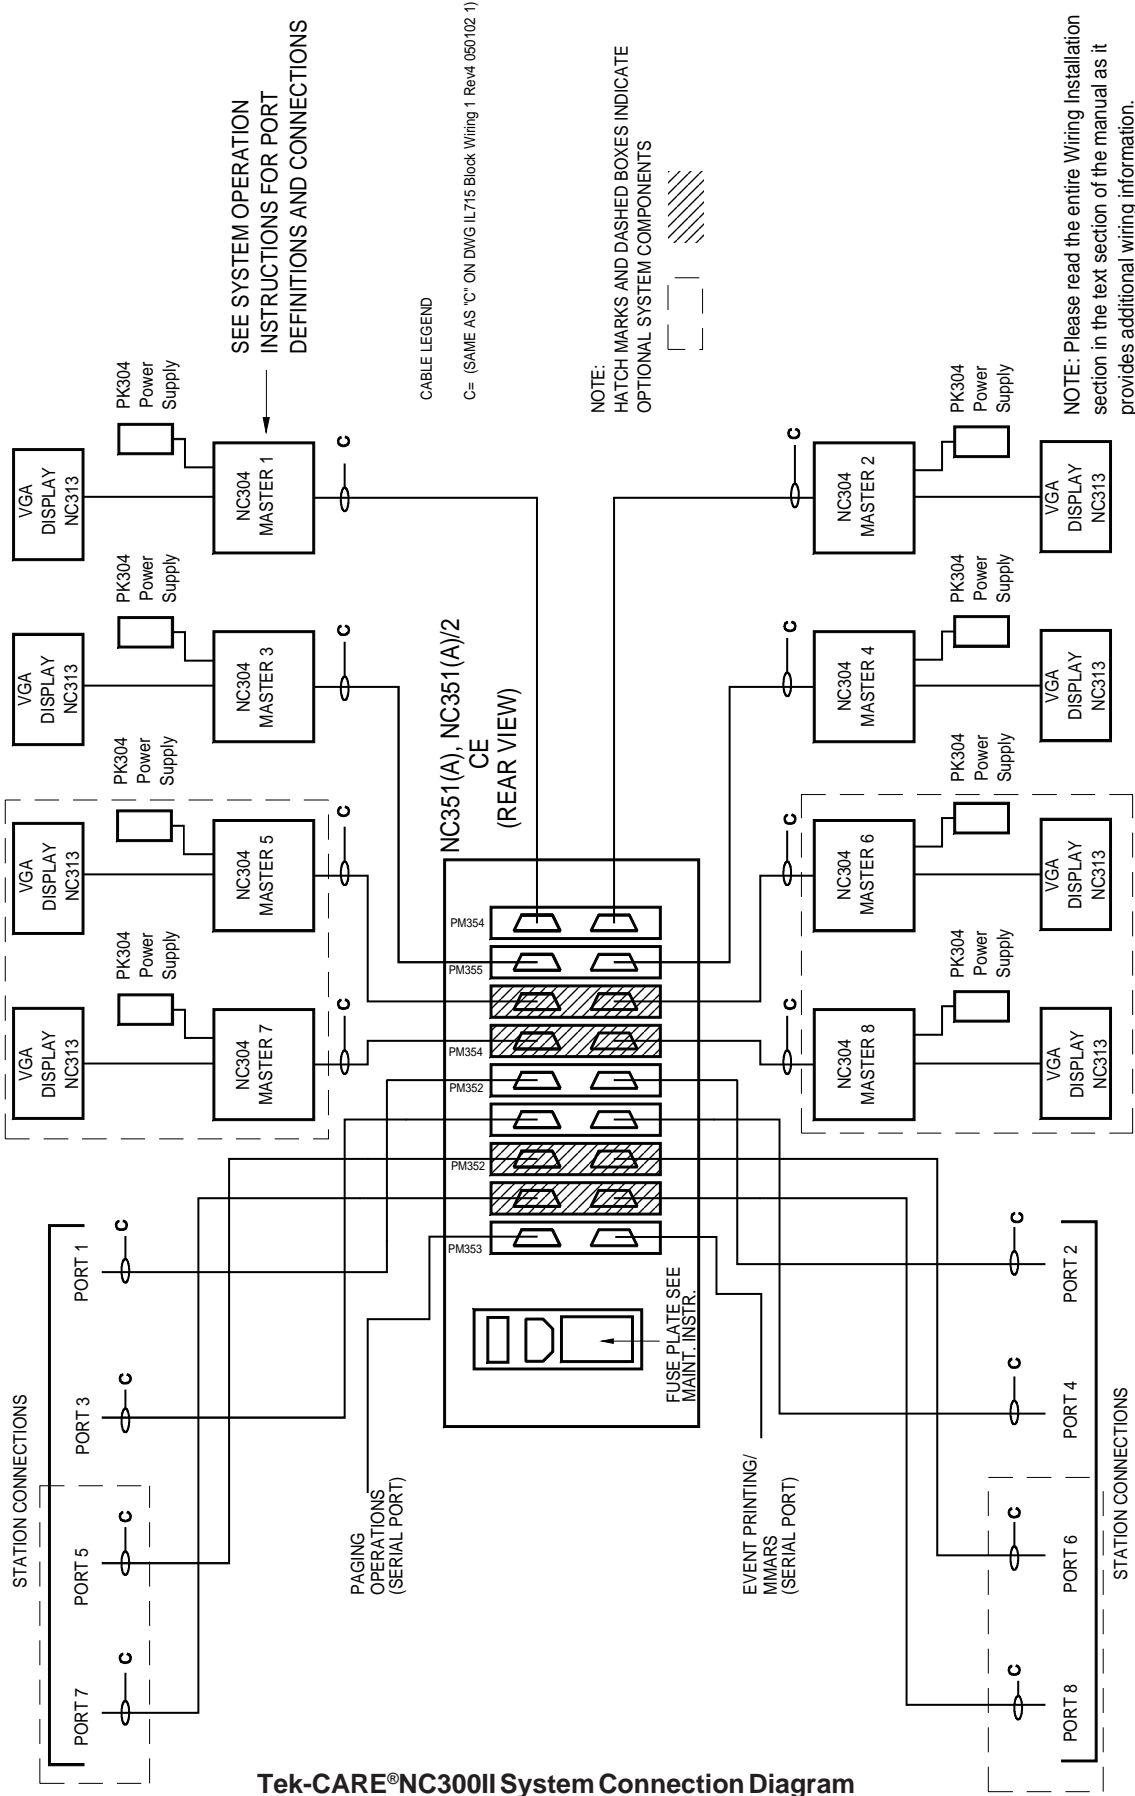 SEE SYSTEM OPERATION
INSTRUCTIONS FOR PORT
DEFINITIONS AND CONNECTIONS
CABLE LEGEND
C= (SAME AS "C" ON DWG IL715 Block Wiring 1 Rev4 050102 1)
NOTE:
HATCH MARKS AND DASHED BOXES INDICATE
OPTIONAL SYSTEM COMPONENTS
NOTE: Please read the entire Wiring Installation
section in the text section of the manual as it
provides additional wiring information.
VGA
DISPLAY
NC313
PK304
Power
Supply
NC304
MASTER 1
C
VGA
DISPLAY
NC313
PK304
Power
Supply
NC304
MASTER 3
C
VGA
DISPLAY
NC313
PK304
Power
Supply
NC304
MASTER 5
C
VGA
DISPLAY
NC313
PK304
Power
Supply
NC304
MASTER 7
C
NC351(A), NC351(A)/2
CE
(REAR VIEW)
PM354
PM355
PM354
PM352
PM352
PM353
FUSE PLATE SEE
MAINT. INSTR.
C
NC304
MASTER 2
PK304
Power
Supply
VGA
DISPLAY
NC313
C
NC304
MASTER 4
PK304
Power
Supply
VGA
DISPLAY
NC313
C
NC304
MASTER 6
PK304
Power
Supply
VGA
DISPLAY
NC313
C
NC304
MASTER 8
PK304
Power
Supply
VGA
DISPLAY
NC313
STATION CONNECTIONS
PORT 1
C
PORT 3
C
PORT 5
C
PORT 7
C
PAGING
OPERATIONS
(SERIAL PORT)
EVENT PRINTING/
MMARS
(SERIAL PORT)
C
PORT 2
C
PORT 4
C
PORT 6
C
PORT 8
STATION CONNECTIONS
Tek-CARE®NC300II System Connection Diagram